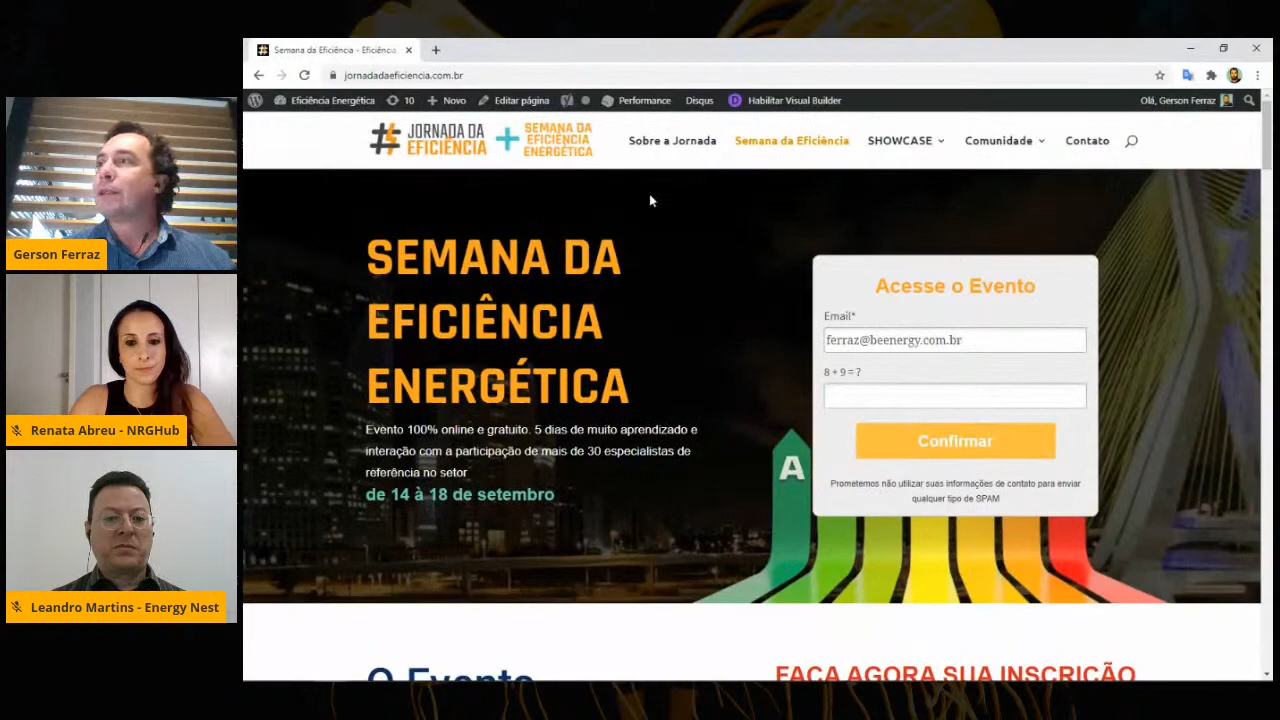 Semana da Eficiência - Eficiência
jornadadaeficiencia.com.br
Eficiência Energética 10 Novo Editar página Performance Disqus D Habilitar Visual Builder Olá, Gerson Ferraz
JORNADA DA
EFICIÊNCIA
SEMANA DA
EFICIÊNCIA
ENERGÉTICA
Sobre a Jornada Semana da Eficiência SHOWCASE Comunidade Contato
SEMANA DA
EFICIÊNCIA
ENERGÉTICA
Evento 100% online e gratuito. 5 dias de muito aprendizado e
interação com a participação de mais de 30 especialistas de
referência no setor
de 14 à 18 de setembro
Acesse o Evento
Email*
ferraz@beenergy.com.br
8 + 9 = ?
Confirmar
Prometemos não utilizar suas informações de contato para enviar
qualquer tipo de SPAM
A
O Evento
FAÇA AGORA SUA INSCRIÇÃO
Gerson Ferraz
Renata Abreu - NRGHub
Leandro Martins - Energy Nest